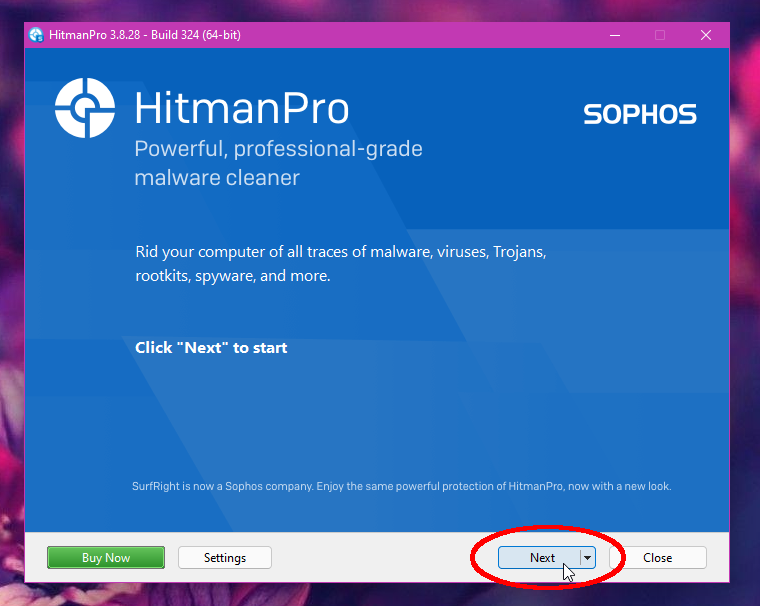 HitmanPro 3.8.28 - Build 324 (64-bit)
HitmanPro
SOPHOS
Powerful, professional-grade
malware cleaner
Rid your computer of all traces of malware, viruses, Trojans,
rootkits, spyware, and more.
Click "Next" to start
SurfRight is now a Sophos company. Enjoy the same powerful protection of HitmanPro, now with a new look.
Buy Now
Settings
Next
Close